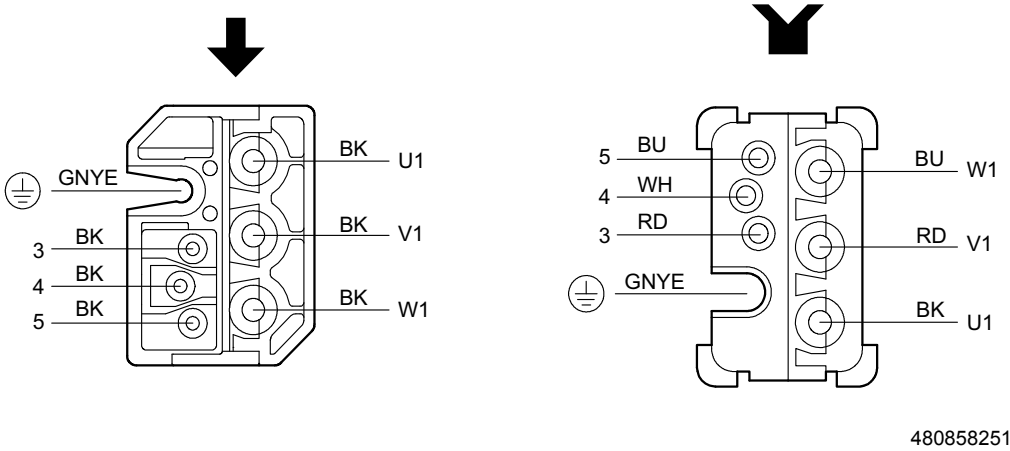 BK U1
GNYE
BK V1
3 BK
4 BK
BK W1
5 BK
5 BU
BU W1
4 WH
3 RD
RD V1
GNYE
BK U1
480858251